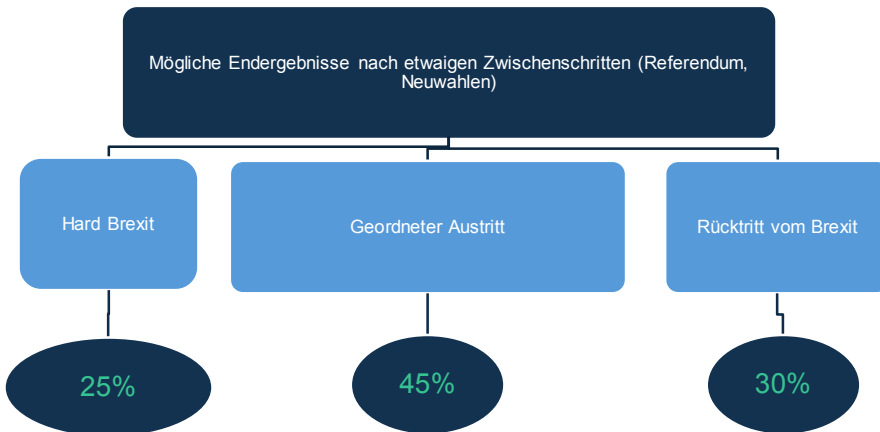 Mögliche Endergebnisse nach etwaigen Zwischenschritten (Referendum,
Neuwahlen)
Hard Brexit
Geordneter Austritt
Rücktritt vom Brexit
25%
45%
30%